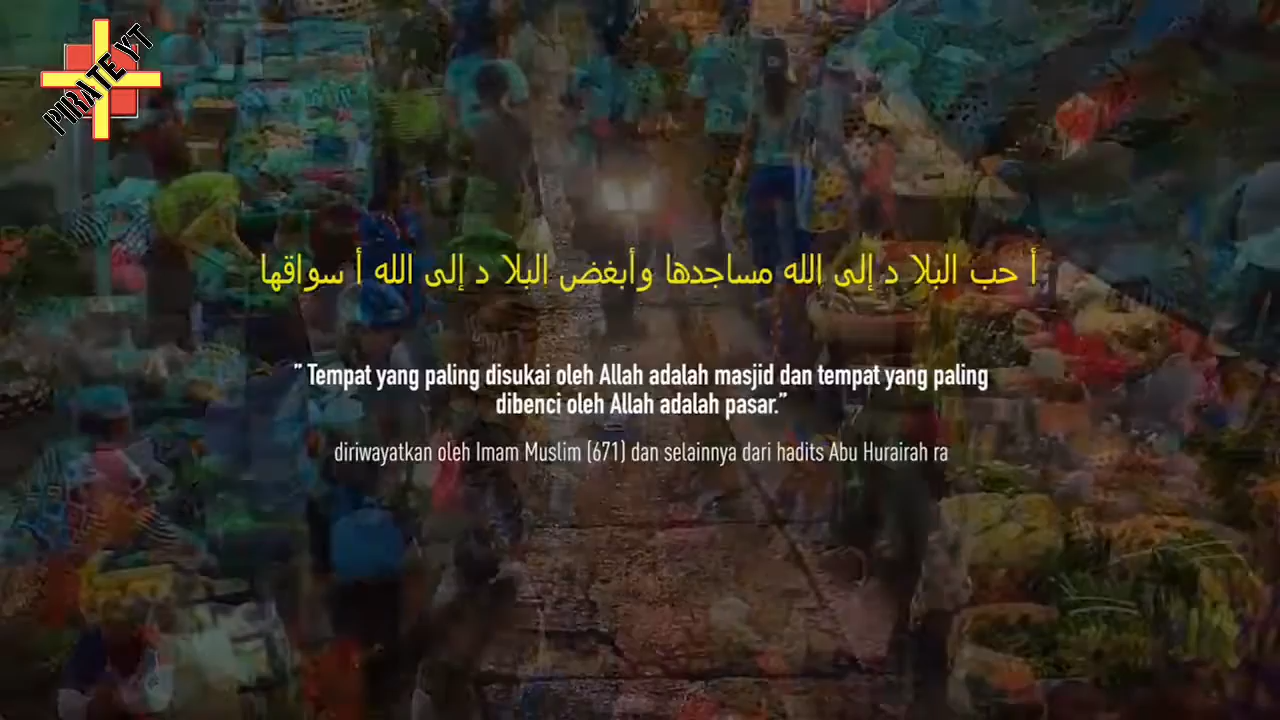 PIRATE YT
أ حب البلا د إلى الله مساجدها وأبغض البلا د إلى الله أ سواقها
" Tempat yang paling disukai oleh Allah adalah masjid dan tempat yang paling
dibenci oleh Allah adalah pasar."
diriwayatkan oleh Imam Muslim (671) dan selainnya dari hadits Abu Hurairah ra